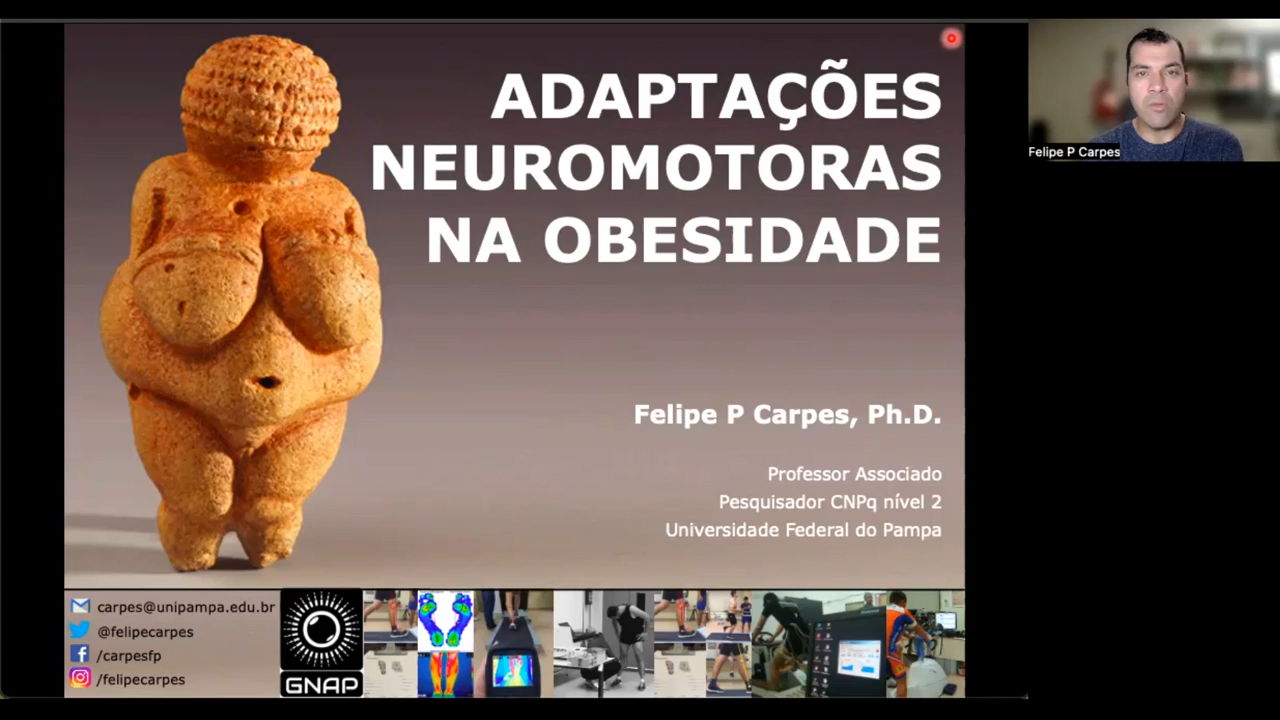 ADAPTAÇÕES
NEUROMOTORAS
NA OBESIDADE
Felipe P Carpes, Ph.D.
Professor Associado
Pesquisador CNPq nível 2
Universidade Federal do Pampa
carpes@unipampa.edu.br
@felipecarpes
/carpesfp
/felipecarpes
GNAP
Felipe P Carpes